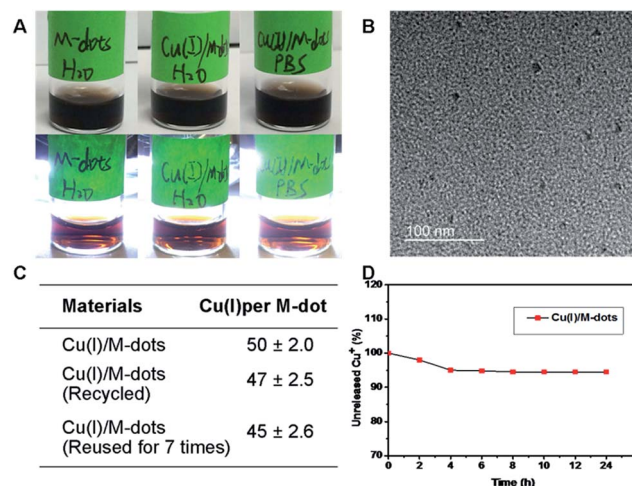 A
M-dots
H2O
Cu(I)/M-dots
H2O
Cu(I)/M-dots
PBS
M-dots
H2O
Cu(I)/M-dot
H2O
Cu(I)/M-dots
PBS
B
100 nm
C
Materials Cu(I)per M-dot
Cu(I)/M-dots 50 ± 2.0
Cu(I)/M-dots 47 ± 2.5
(Recycled)
Cu(I)/M-dots 45 ± 2.6
(Reused for 7 times)
D
120
110
100
90
80
70
Unreleased Cu+ (%)
Cu(I)/M-dots
0 2 4 6 8 10 12 24
Time (h)